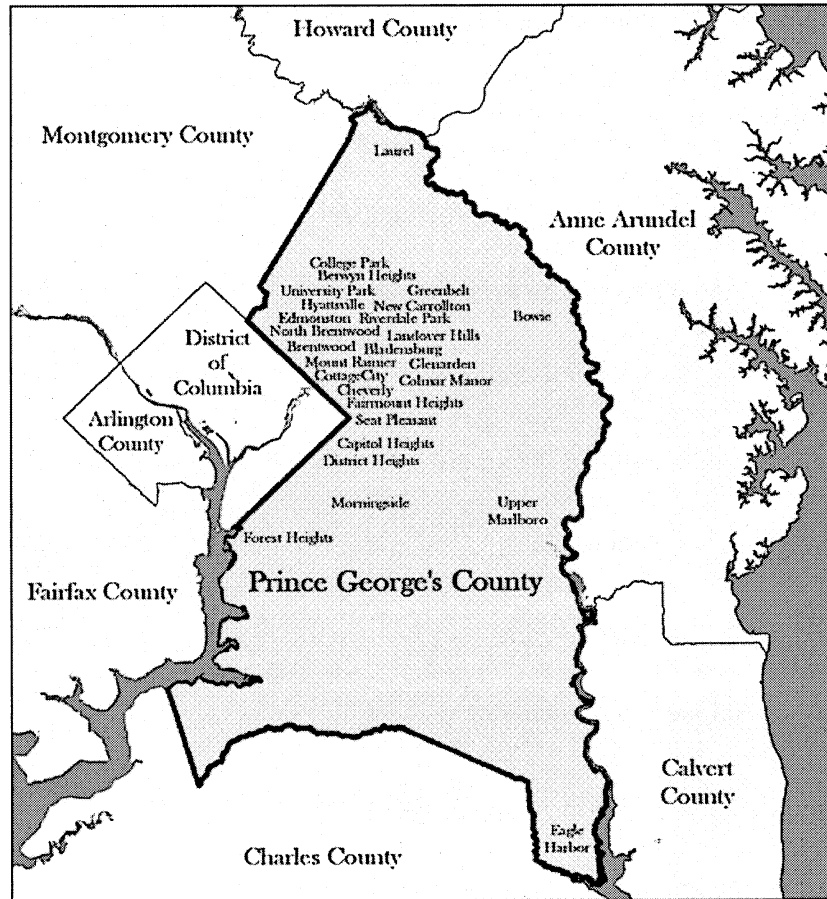 Howard County
Montgomery County
Laurel
Anne Arundel
County
College Park
Berwyn Heights
University Park Greenbelt
Hyattsville New Carrollton
Edmonston Riverdale Park
Bowie
North Brentwood Landover Hills
Brentwood Bladensburg
Mount Rainier Glenarden
Cottage City Colmar Manor
Cheverly
Fairmount Heights
Seat Pleasant
District
of
Columbia
Arlington
County
Capitol Heights
District Heights
Morningside
Upper
Marlboro
Forest Heights
Prince George's County
Fairfax County
Calvert
County
Eagle
Harbor
Charles County